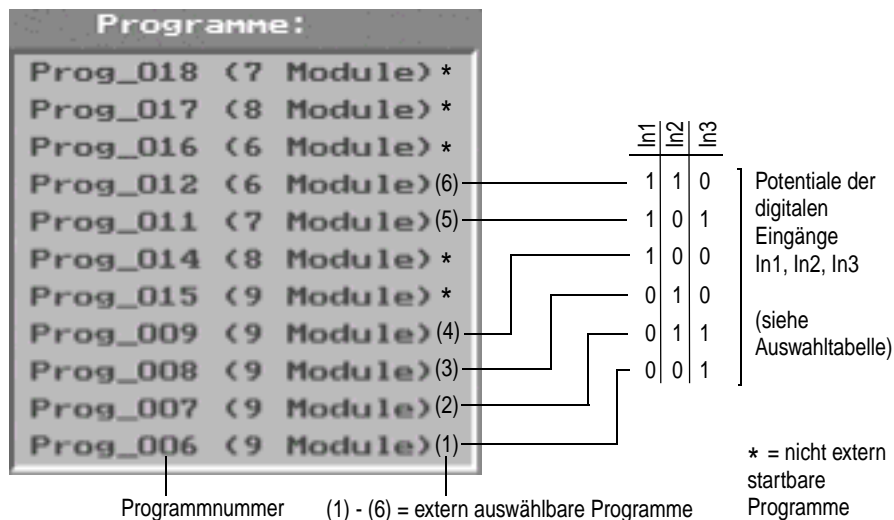 Programme:
Prog_018 (7 Module) *
Prog_017 (8 Module) *
Prog_016 (6 Module) *
Prog_012 (6 Module)(6)
Prog_011 (7 Module)(5)
Prog_014 (8 Module) *
Prog_015 (9 Module) *
Prog_009 (9 Module)(4)
Prog_008 (9 Module)(3)
Prog_007 (9 Module)(2)
Prog_006 (9 Module)(1)
In1 In2 In3
1 1 0
1 0 1
1 0 0
0 1 0
0 1 1
0 0 1
Potentiale der
digitalen
Eingänge
In1, In2, In3
(siehe
Auswahltabelle)
* = nicht extern
startbare
Programme
Programmnummer
(1) - (6) = extern auswählbare Programme